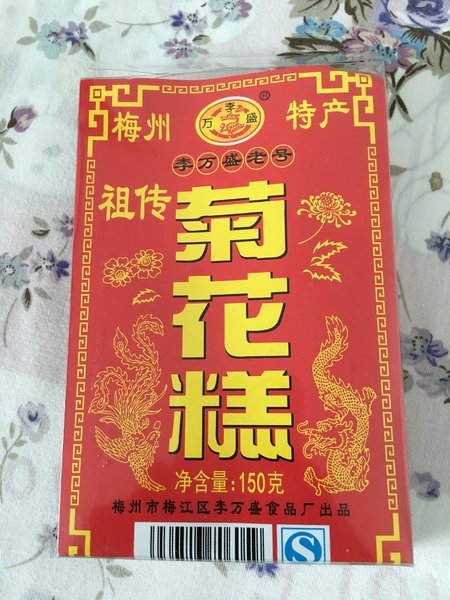 梅州 李万盛 ® 特产
李万盛老号
祖传
菊花糕
净含量:150克
梅州市梅江区李万盛食品厂出品
S